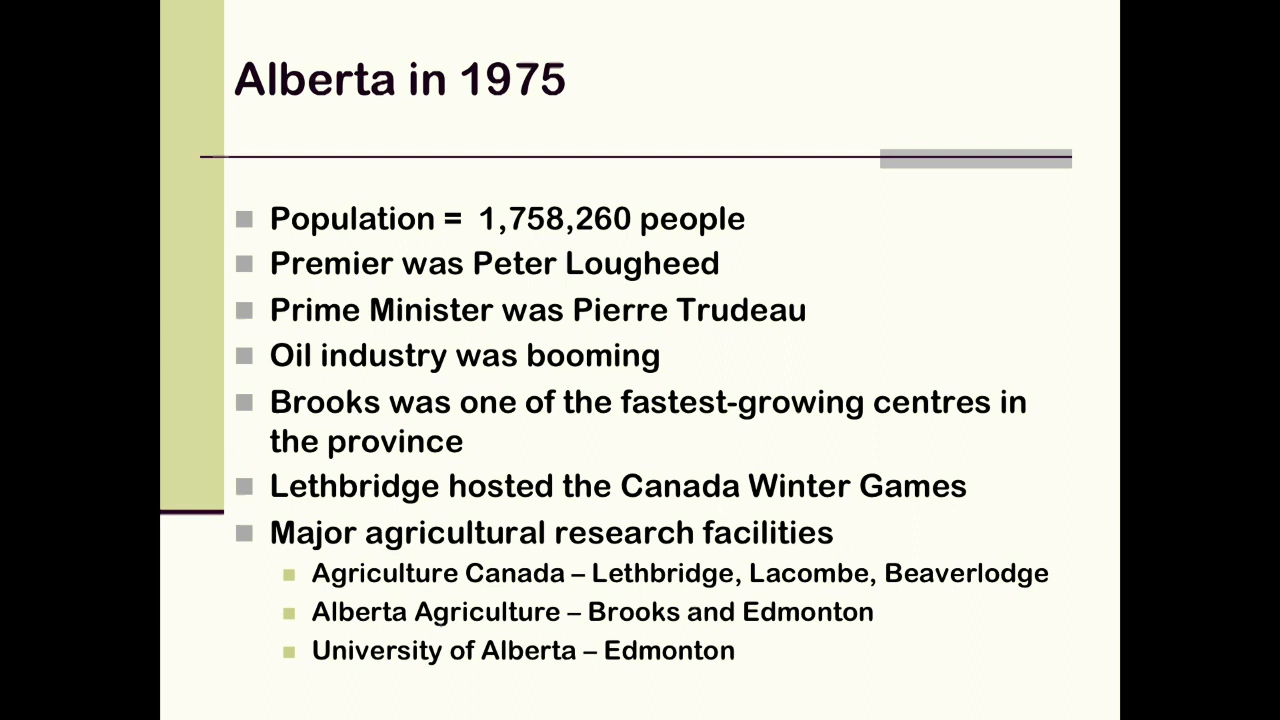 Alberta in 1975
Population =  1,758,260 people
Premier was Peter Lougheed
Prime Minister was Pierre Trudeau
Oil industry was booming
Brooks was one of the fastest-growing centres in
the province
Lethbridge hosted the Canada Winter Games
Major agricultural research facilities
Agriculture Canada – Lethbridge, Lacombe, Beaverlodge
Alberta Agriculture – Brooks and Edmonton
University of Alberta – Edmonton